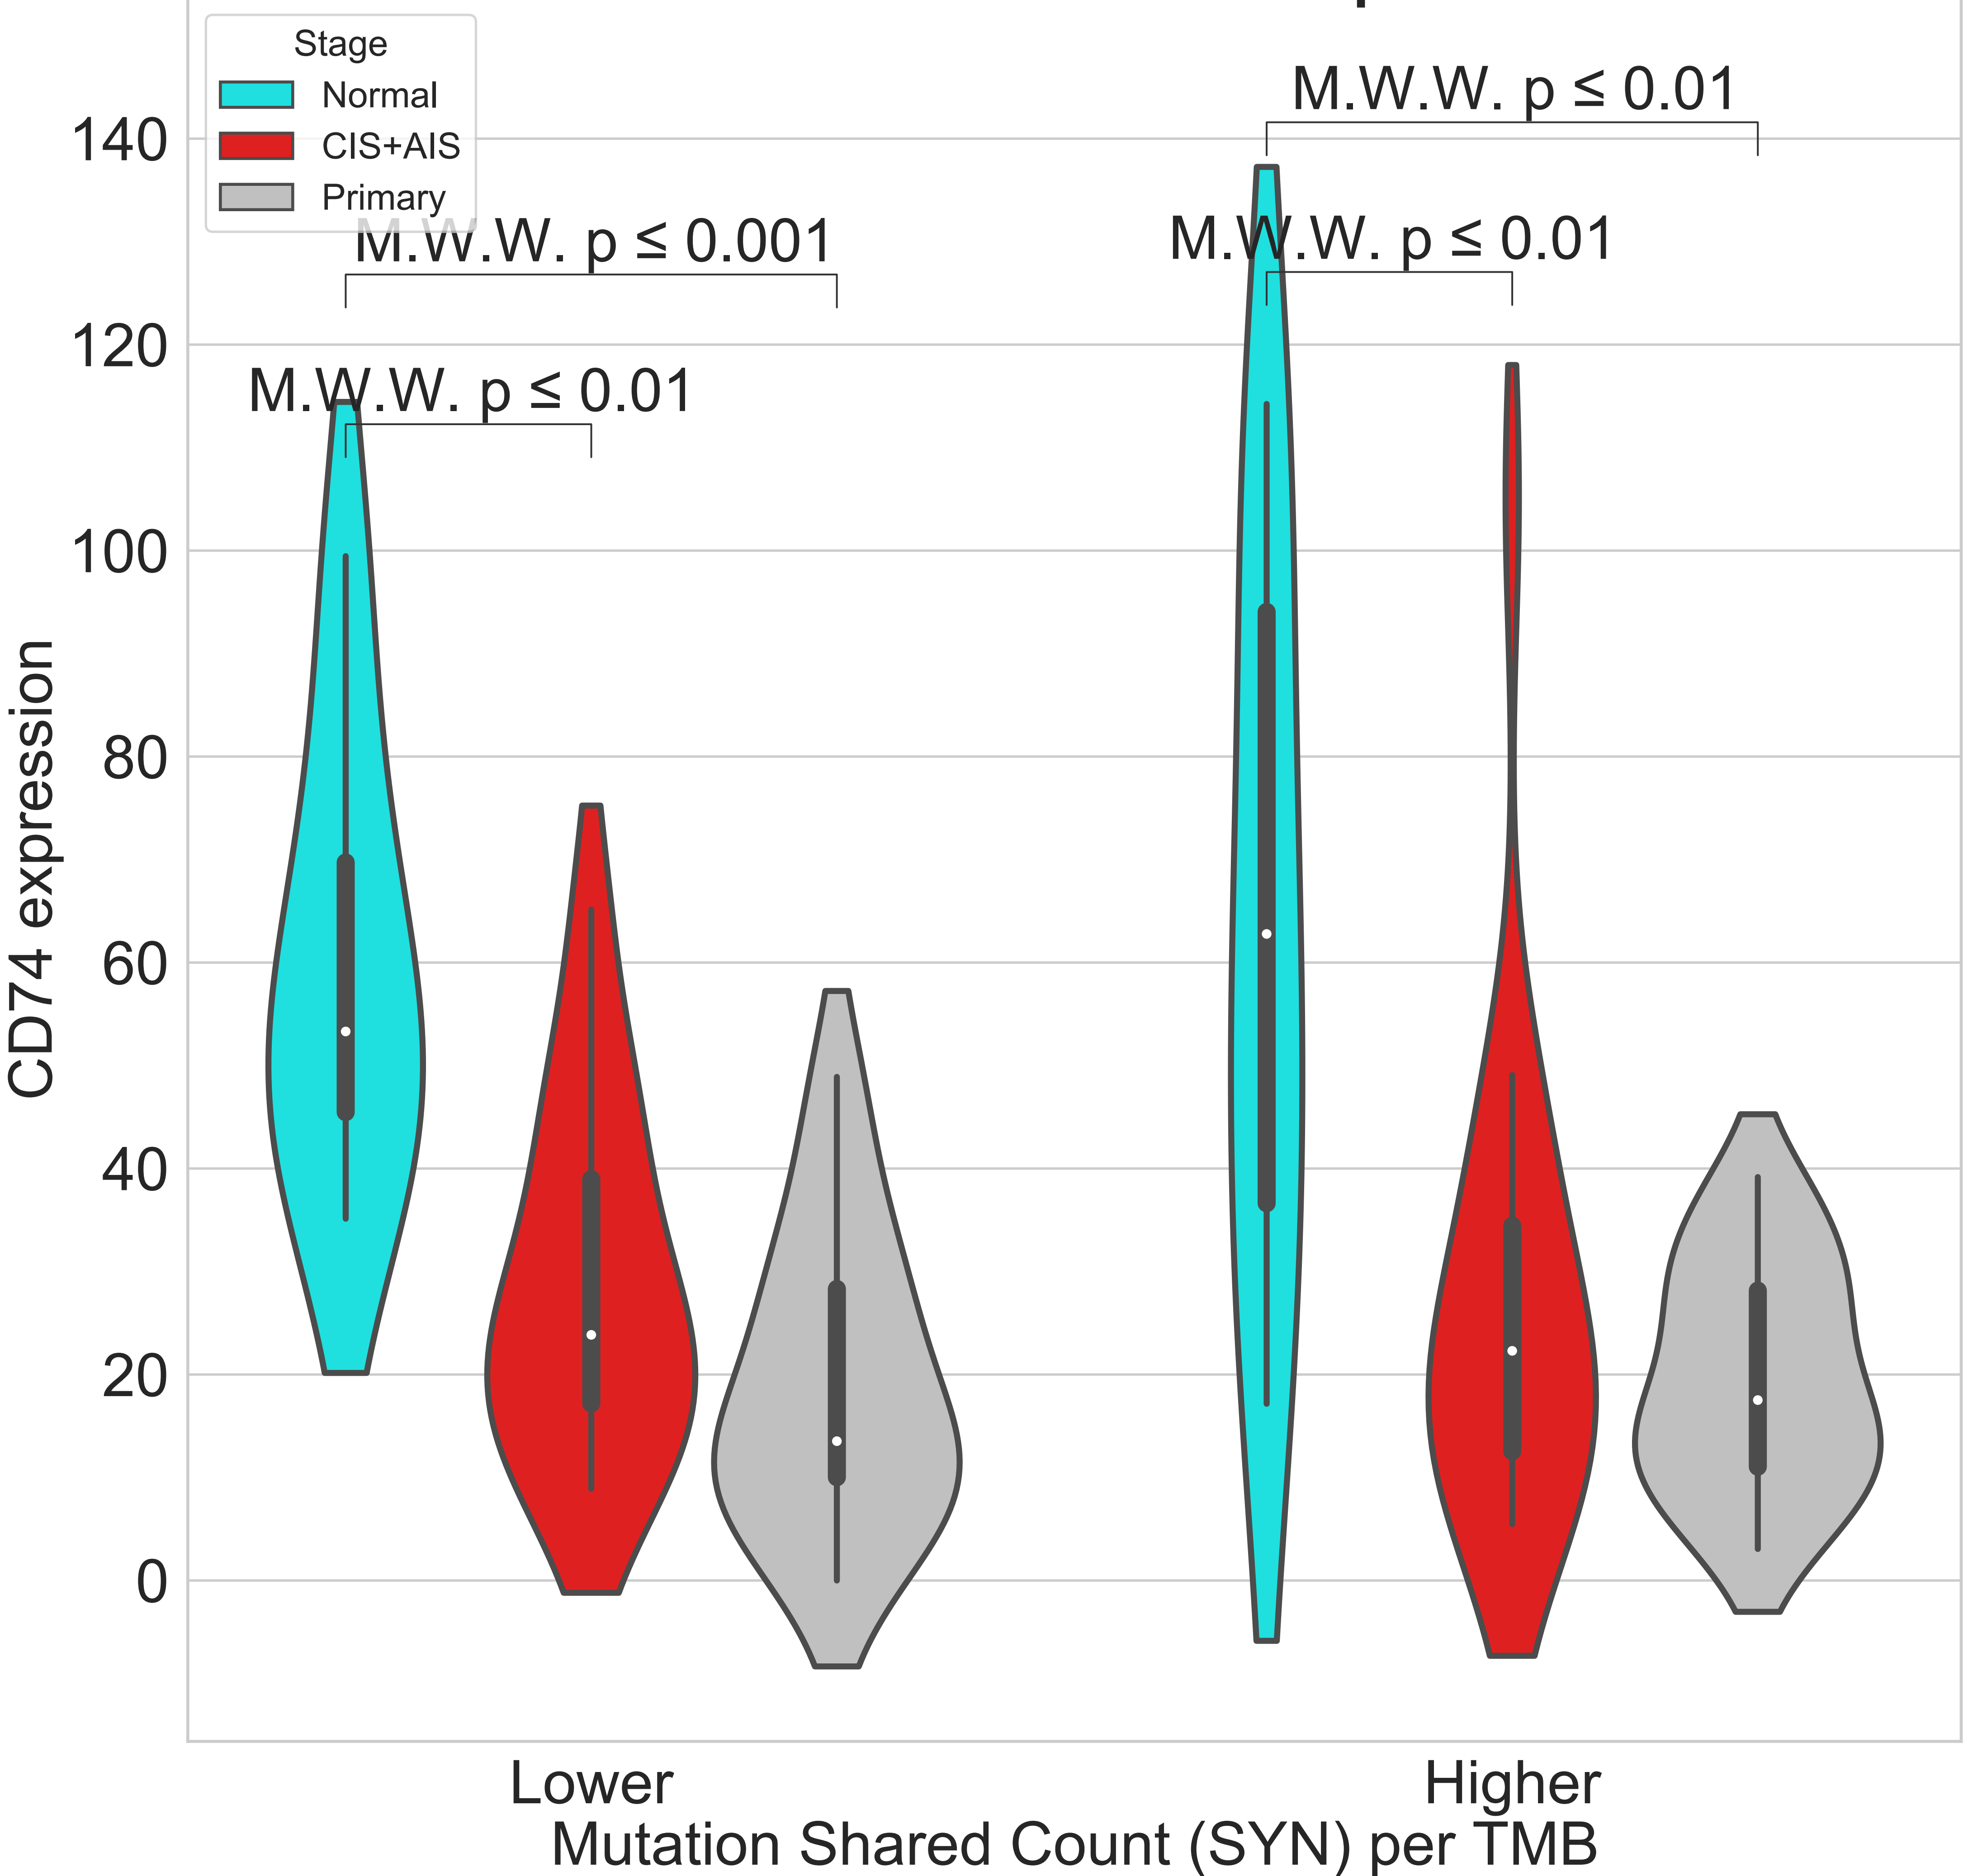 Stage
Normal
CIS+AIS
Primary
M.W.W. p ≤ 0.01
M.W.W. p ≤ 0.01
M.W.W. p ≤ 0.001
M.W.W. p ≤ 0.01
140
120
100
80
60
40
20
0
CD74 expression
Lower
Higher
Mutation Shared Count (SYN) per TMB